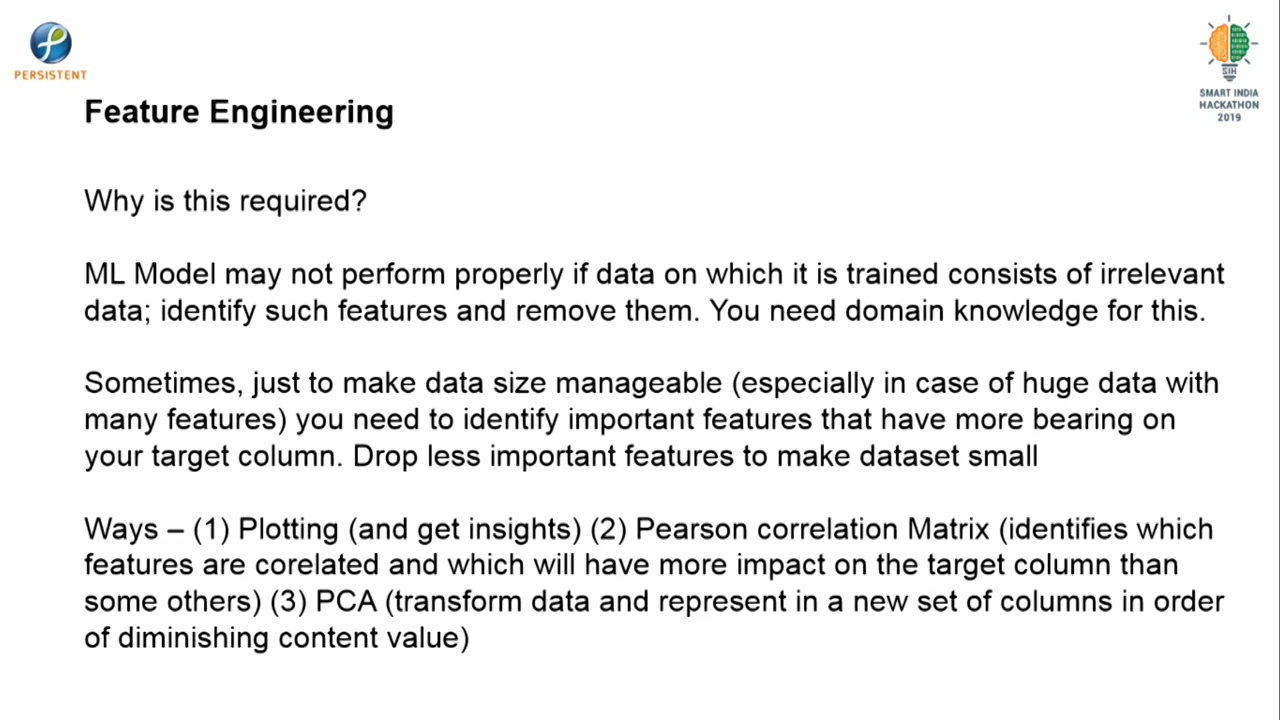 PERSISTENT
SIH
SMART INDIA
HACKATHON
2019
Feature Engineering
Why is this required?
ML Model may not perform properly if data on which it is trained consists of irrelevant
data; identify such features and remove them. You need domain knowledge for this.
Sometimes, just to make data size manageable (especially in case of huge data with
many features) you need to identify important features that have more bearing on
your target column. Drop less important features to make dataset small
Ways – (1) Plotting (and get insights) (2) Pearson correlation Matrix (identifies which
features are corelated and which will have more impact on the target column than
some others) (3) PCA (transform data and represent in a new set of columns in order
of diminishing content value)